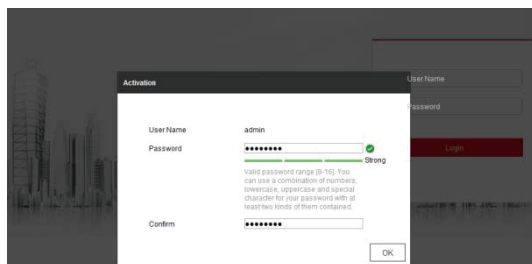 Activation
User Name
Password
Login
User Name admin
Password ●●●●●●●●
Strong
Valid password range [8-16]. You
can use a combination of numbers,
lowercase, uppercase and special
character for your password with at
least two kinds of them contained.
Confirm ●●●●●●●●
OK